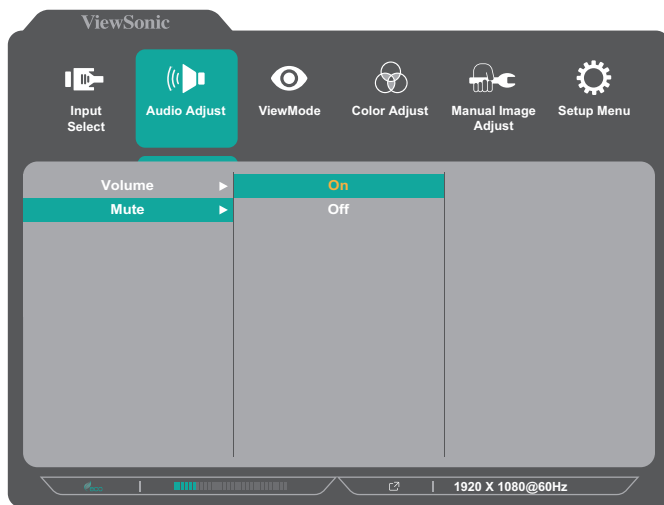 ViewSonic
Input
Select
Audio Adjust
ViewMode
Color Adjust
Manual Image
Adjust
Setup Menu
Volume
On
Mute
Off
eco
1920 X 1080@60Hz